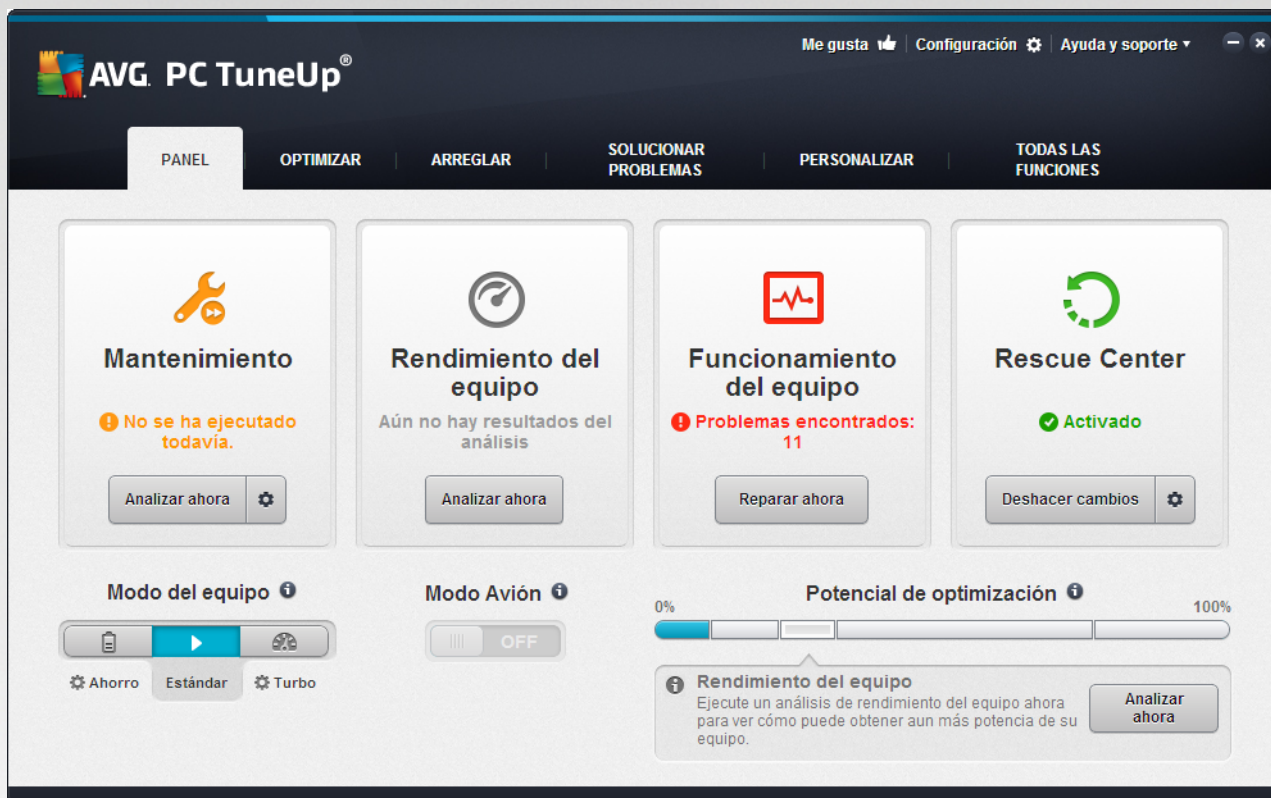 Me gusta
Configuración
Ayuda y soporte
AVG. PC TuneUp®
PANEL
OPTIMIZAR
ARREGLAR
SOLUCIONAR
PROBLEMAS
PERSONALIZAR
TODAS LAS
FUNCIONES
Mantenimiento
No se ha ejecutado
todavía.
Analizar ahora
Rendimiento del
equipo
Aún no hay resultados del
análisis
Analizar ahora
Funcionamiento
del equipo
Problemas encontrados:
11
Reparar ahora
Rescue Center
Activado
Deshacer cambios
Modo del equipo
Ahorro
Estándar
Turbo
Modo Avión
OFF
Potencial de optimización
0%
100%
Rendimiento del equipo
Ejecute un análisis de rendimiento del equipo ahora
para ver cómo puede obtener aun más potencia de su
equipo.
Analizar
ahora